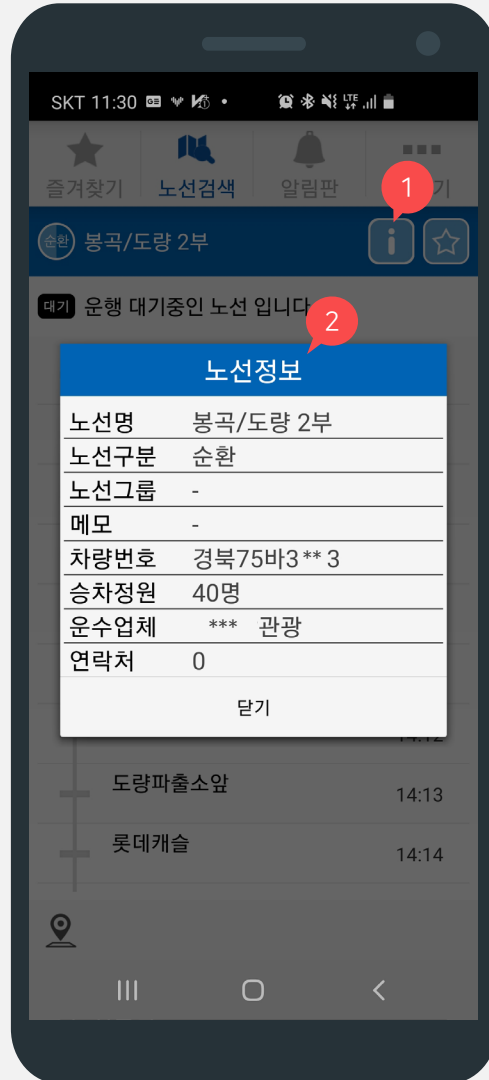 SKT 11:30
LTE
즐겨찾기 노선검색 알림판 기
1
순환 봉곡/도량 2부
대기 운행 대기중인 노선 입니다
2
노선정보
노선명 봉곡/도량 2부
노선구분 순환
노선그룹 -
메모 -
차량번호 경북75바3**3
승차정원 40명
운수업체 *** 관광
연락처 0
닫기
도량파출소앞 14:13
롯데캐슬 14:14